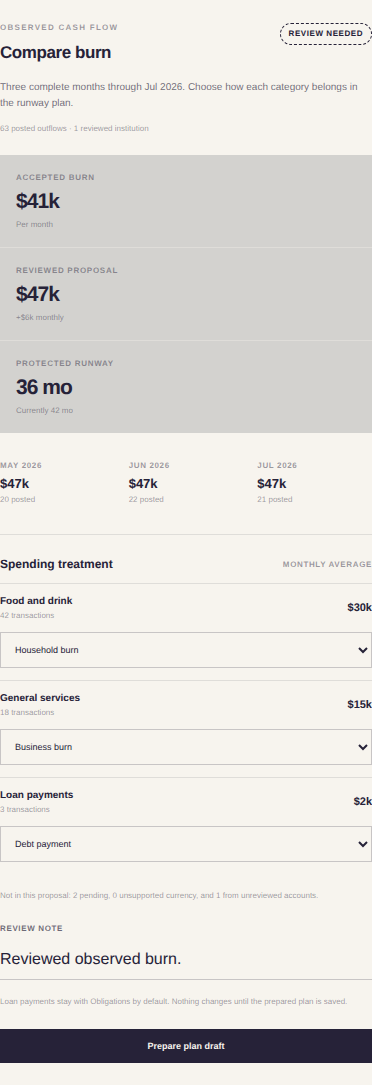 OBSERVED CASH FLOW
REVIEW NEEDED
Compare burn
Three complete months through Jul 2026. Choose how each category belongs in
the runway plan.
63 posted outflows · 1 reviewed institution
ACCEPTED BURN
$41k
Per month
REVIEWED PROPOSAL
$47k
+$6k monthly
PROTECTED RUNWAY
36 mo
Currently 42 mo
MAY 2026
$47k
20 posted
JUN 2026
$47k
22 posted
JUL 2026
$47k
21 posted
Spending treatment
MONTHLY AVERAGE
Food and drink
42 transactions
$30k
Household burn
General services
18 transactions
$15k
Business burn
Loan payments
3 transactions
$2k
Debt payment
Not in this proposal: 2 pending, 0 unsupported currency, and 1 from unreviewed accounts.
REVIEW NOTE
Reviewed observed burn.
Loan payments stay with Obligations by default. Nothing changes until the prepared plan is saved.
Prepare plan draft